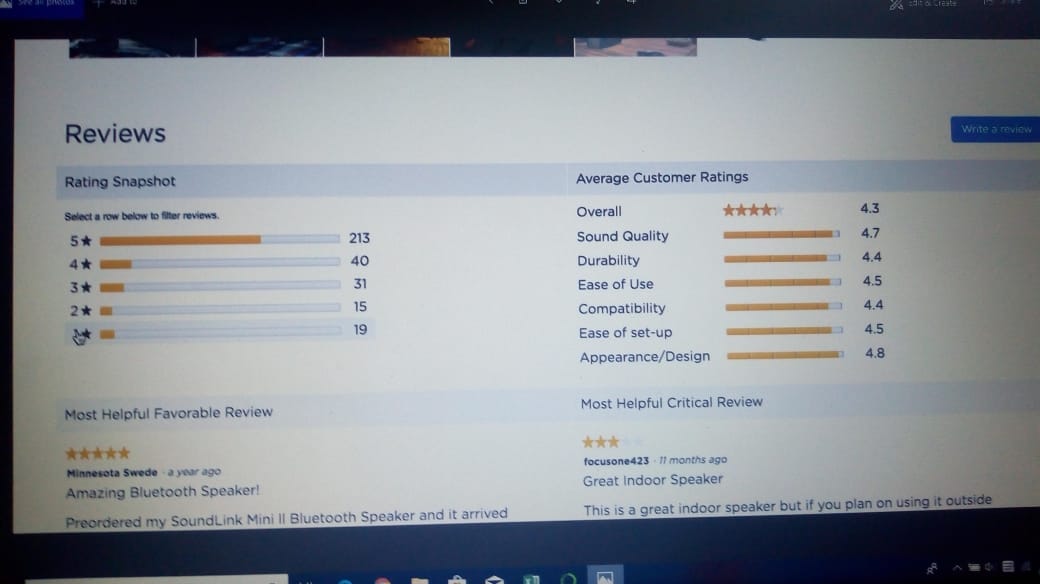 See all photos
Add to
Edit & Create
Reviews
Write a review
Rating Snapshot
Select a row below to filter reviews.
5★ 213
4★ 40
3★ 31
2★ 15
★ 19
Average Customer Ratings
Overall ★★★★★ 4.3
Sound Quality 4.7
Durability 4.4
Ease of Use 4.5
Compatibility 4.4
Ease of set-up 4.5
Appearance/Design 4.8
Most Helpful Favorable Review
★★★★★
Minnesota Swede · a year ago
Amazing Bluetooth Speaker!
Preordered my SoundLink Mini II Bluetooth Speaker and it arrived
Most Helpful Critical Review
★★★★★
focusone423 · 11 months ago
Great Indoor Speaker
This is a great indoor speaker but if you plan on using it outside